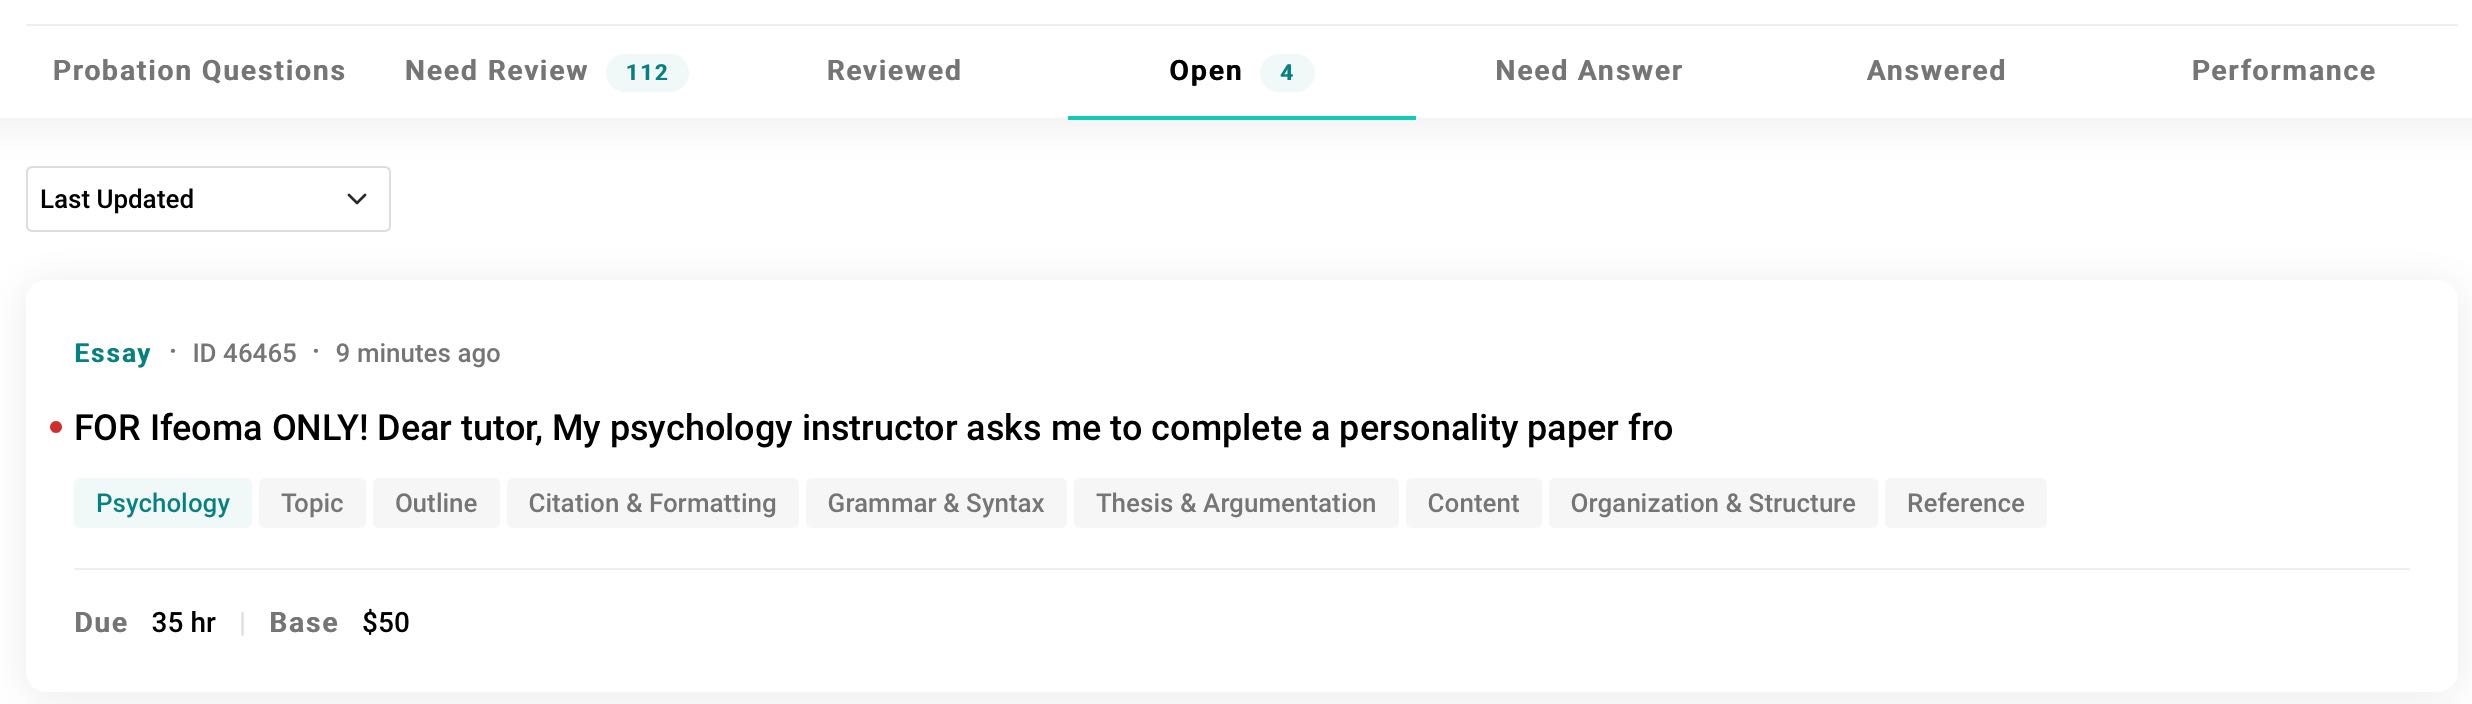 Probation Questions Need Review 112 Reviewed Open 4 Need Answer Answered Performance
Last Updated
Essay · ID 46465 · 9 minutes ago
FOR Ifeoma ONLY! Dear tutor, My psychology instructor asks me to complete a personality paper fro
Psychology Topic Outline Citation & Formatting Grammar & Syntax Thesis & Argumentation Content Organization & Structure Reference
Due 35 hr | Base $50